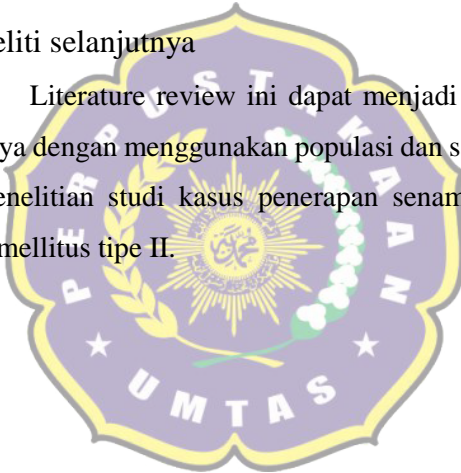 eliti selanjutnya
Literature review ini dapat menjadi
ya dengan menggunakan populasi dan s
enelitian studi kasus penerapan senam
mellitus tipe II.
PERPUSTAKAAN
UMTAS